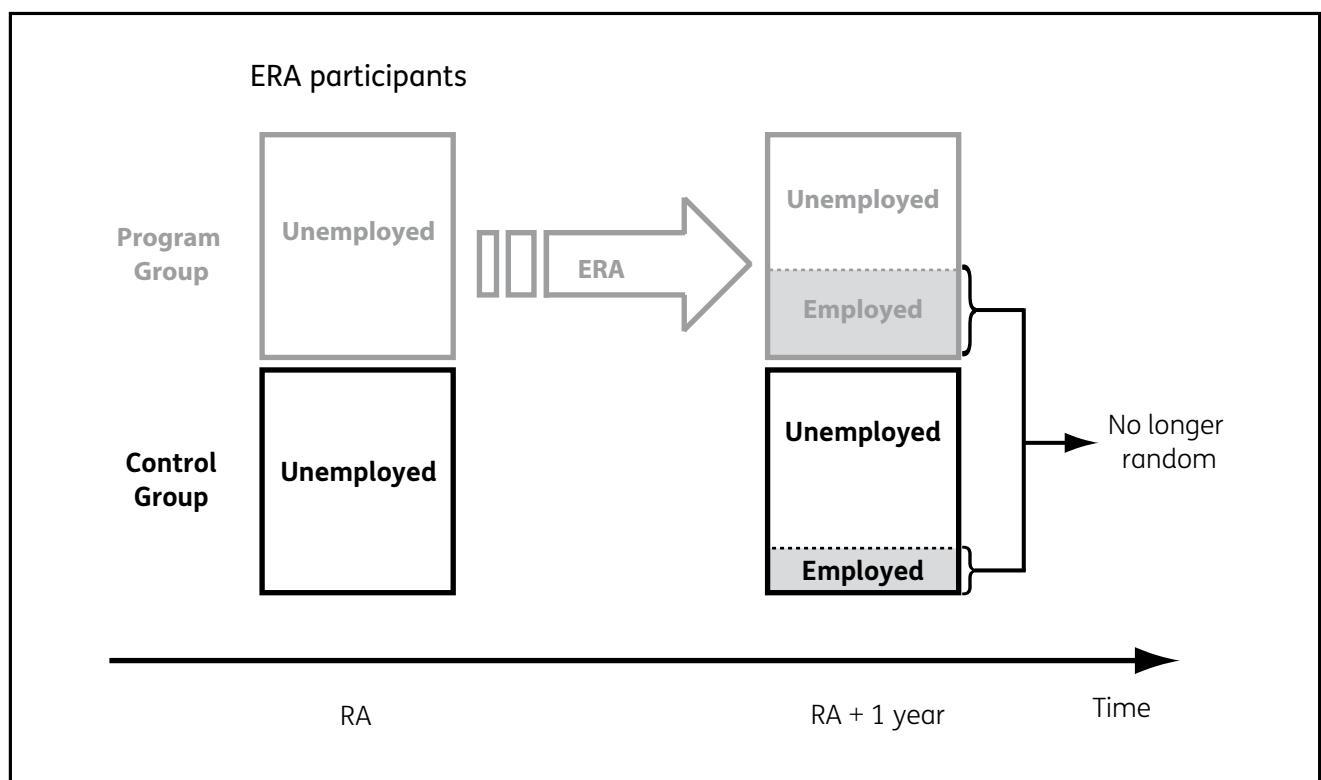 ERA participants
Program
Group
Unemployed
ERA
Unemployed
Employed
Control
Group
Unemployed
Unemployed
Employed
No longer
random
RA
RA + 1 year
Time